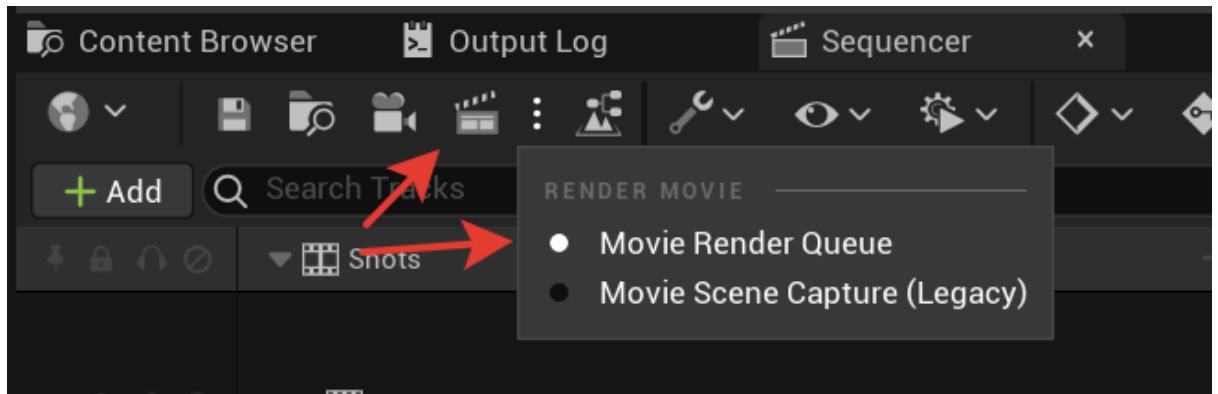 Content Browser
Output Log
Sequencer
Add
Search Tracks
RENDER MOVIE
Shots
Movie Render Queue
Movie Scene Capture (Legacy)